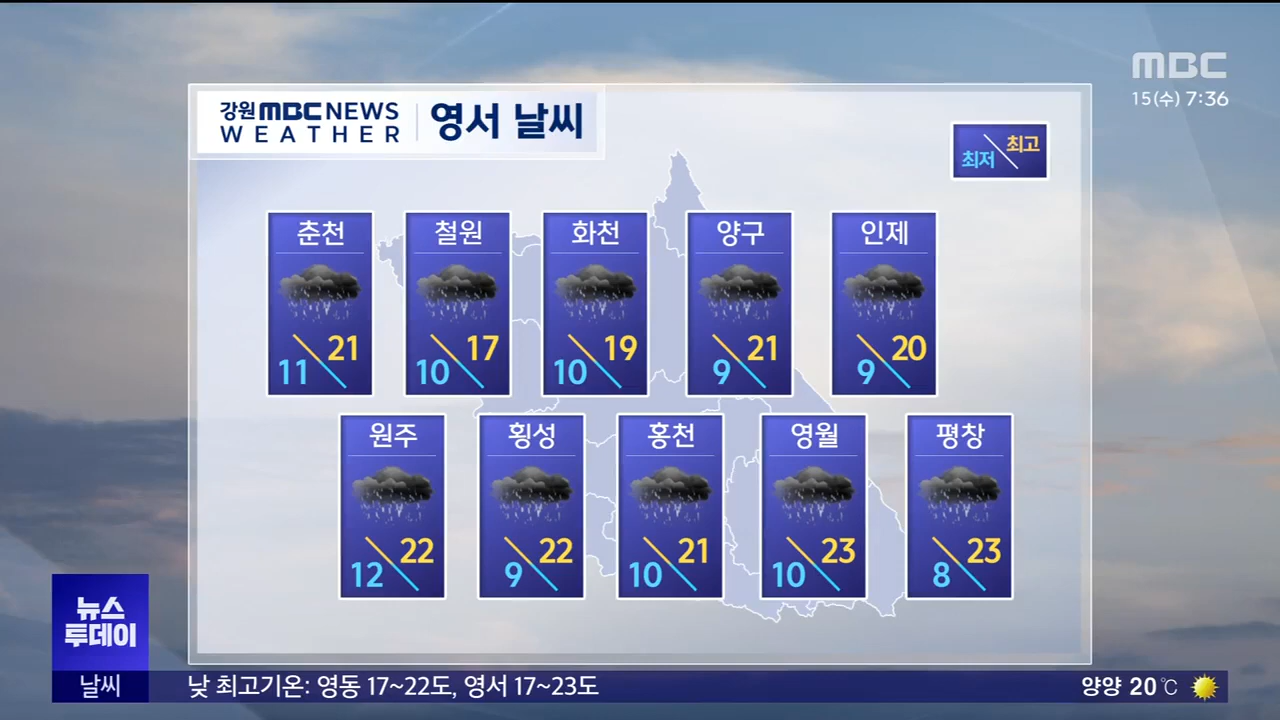 MBC
15(수) 7:36
강원 MBC NEWS
WEATHER
영서 날씨
최저 최고
춘천
11 21
철원
10 17
화천
10 19
양구
9 21
인제
9 20
원주
12 22
횡성
9 22
홍천
10 21
영월
10 23
평창
8 23
뉴스
투데이
날씨
낮 최고기온: 영동 17~22도, 영서 17~23도
양양 20℃